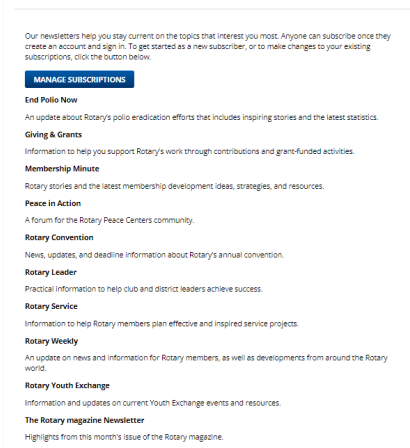 Our newsletters help you stay current on the topics that interest you most. Anyone can subscribe once they
create an account and sign in. To get started as a new subscriber, or to make changes to your existing
subscriptions, click the button below.
MANAGE SUBSCRIPTIONS
End Polio Now
An update about Rotary's polio eradication efforts that includes inspiring stories and the latest statistics.
Giving & Grants
Information to help you support Rotary's work through contributions and grant-funded activities.
Membership Minute
Rotary stories and the latest membership development ideas, strategies, and resources.
Peace in Action
A forum for the Rotary Peace Centers community.
Rotary Convention
News, updates, and deadline information about Rotary's annual convention.
Rotary Leader
Practical information to help club and district leaders achieve success.
Rotary Service
Information to help Rotary members plan effective and inspired service projects.
Rotary Weekly
An update on news and information for Rotary members, as well as developments from around the Rotary
world.
Rotary Youth Exchange
Information and updates on current Youth Exchange events and resources.
The Rotary magazine Newsletter
Highlights from this month's issue of the Rotary magazine.